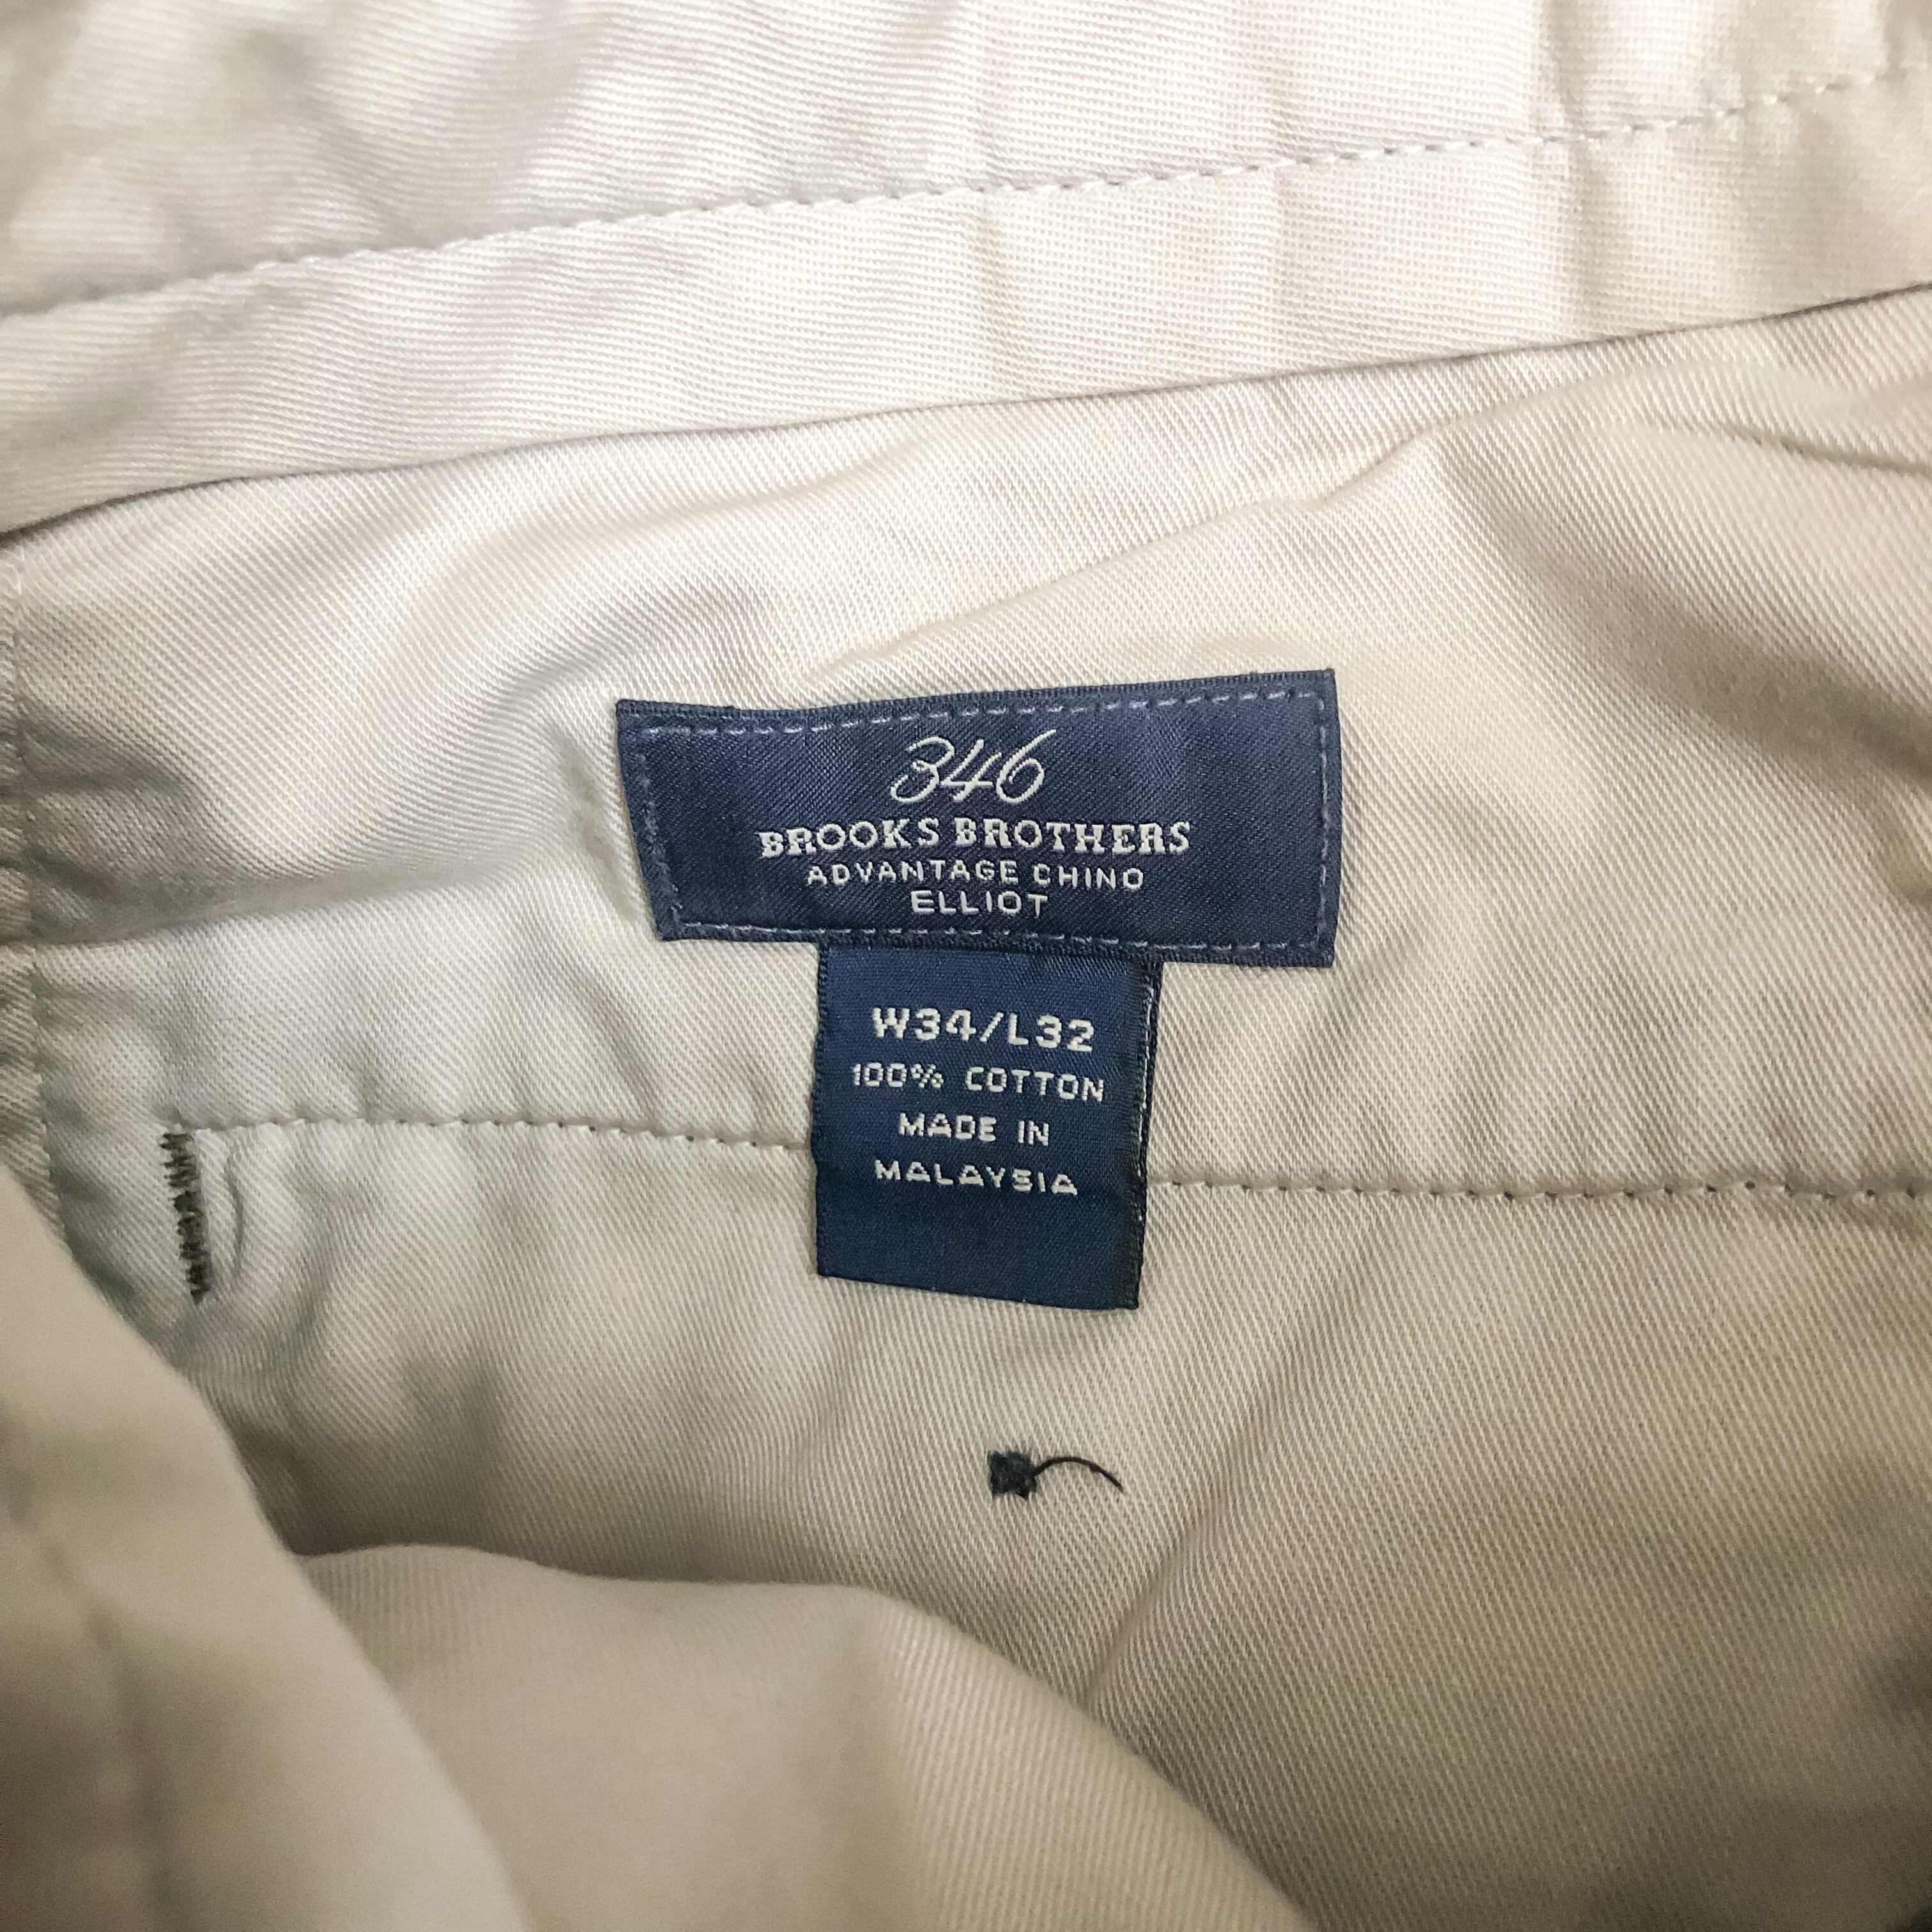 346
BROOKS BROTHERS
ADVANTAGE CHINO
ELLIOT
W34/L32
100% COTTON
MADE IN
MALAYSIA